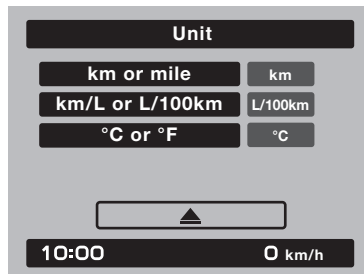 Unit
km or mile km
km/L or L/100km L/100km
°C or °F °C
10:00 0 km/h